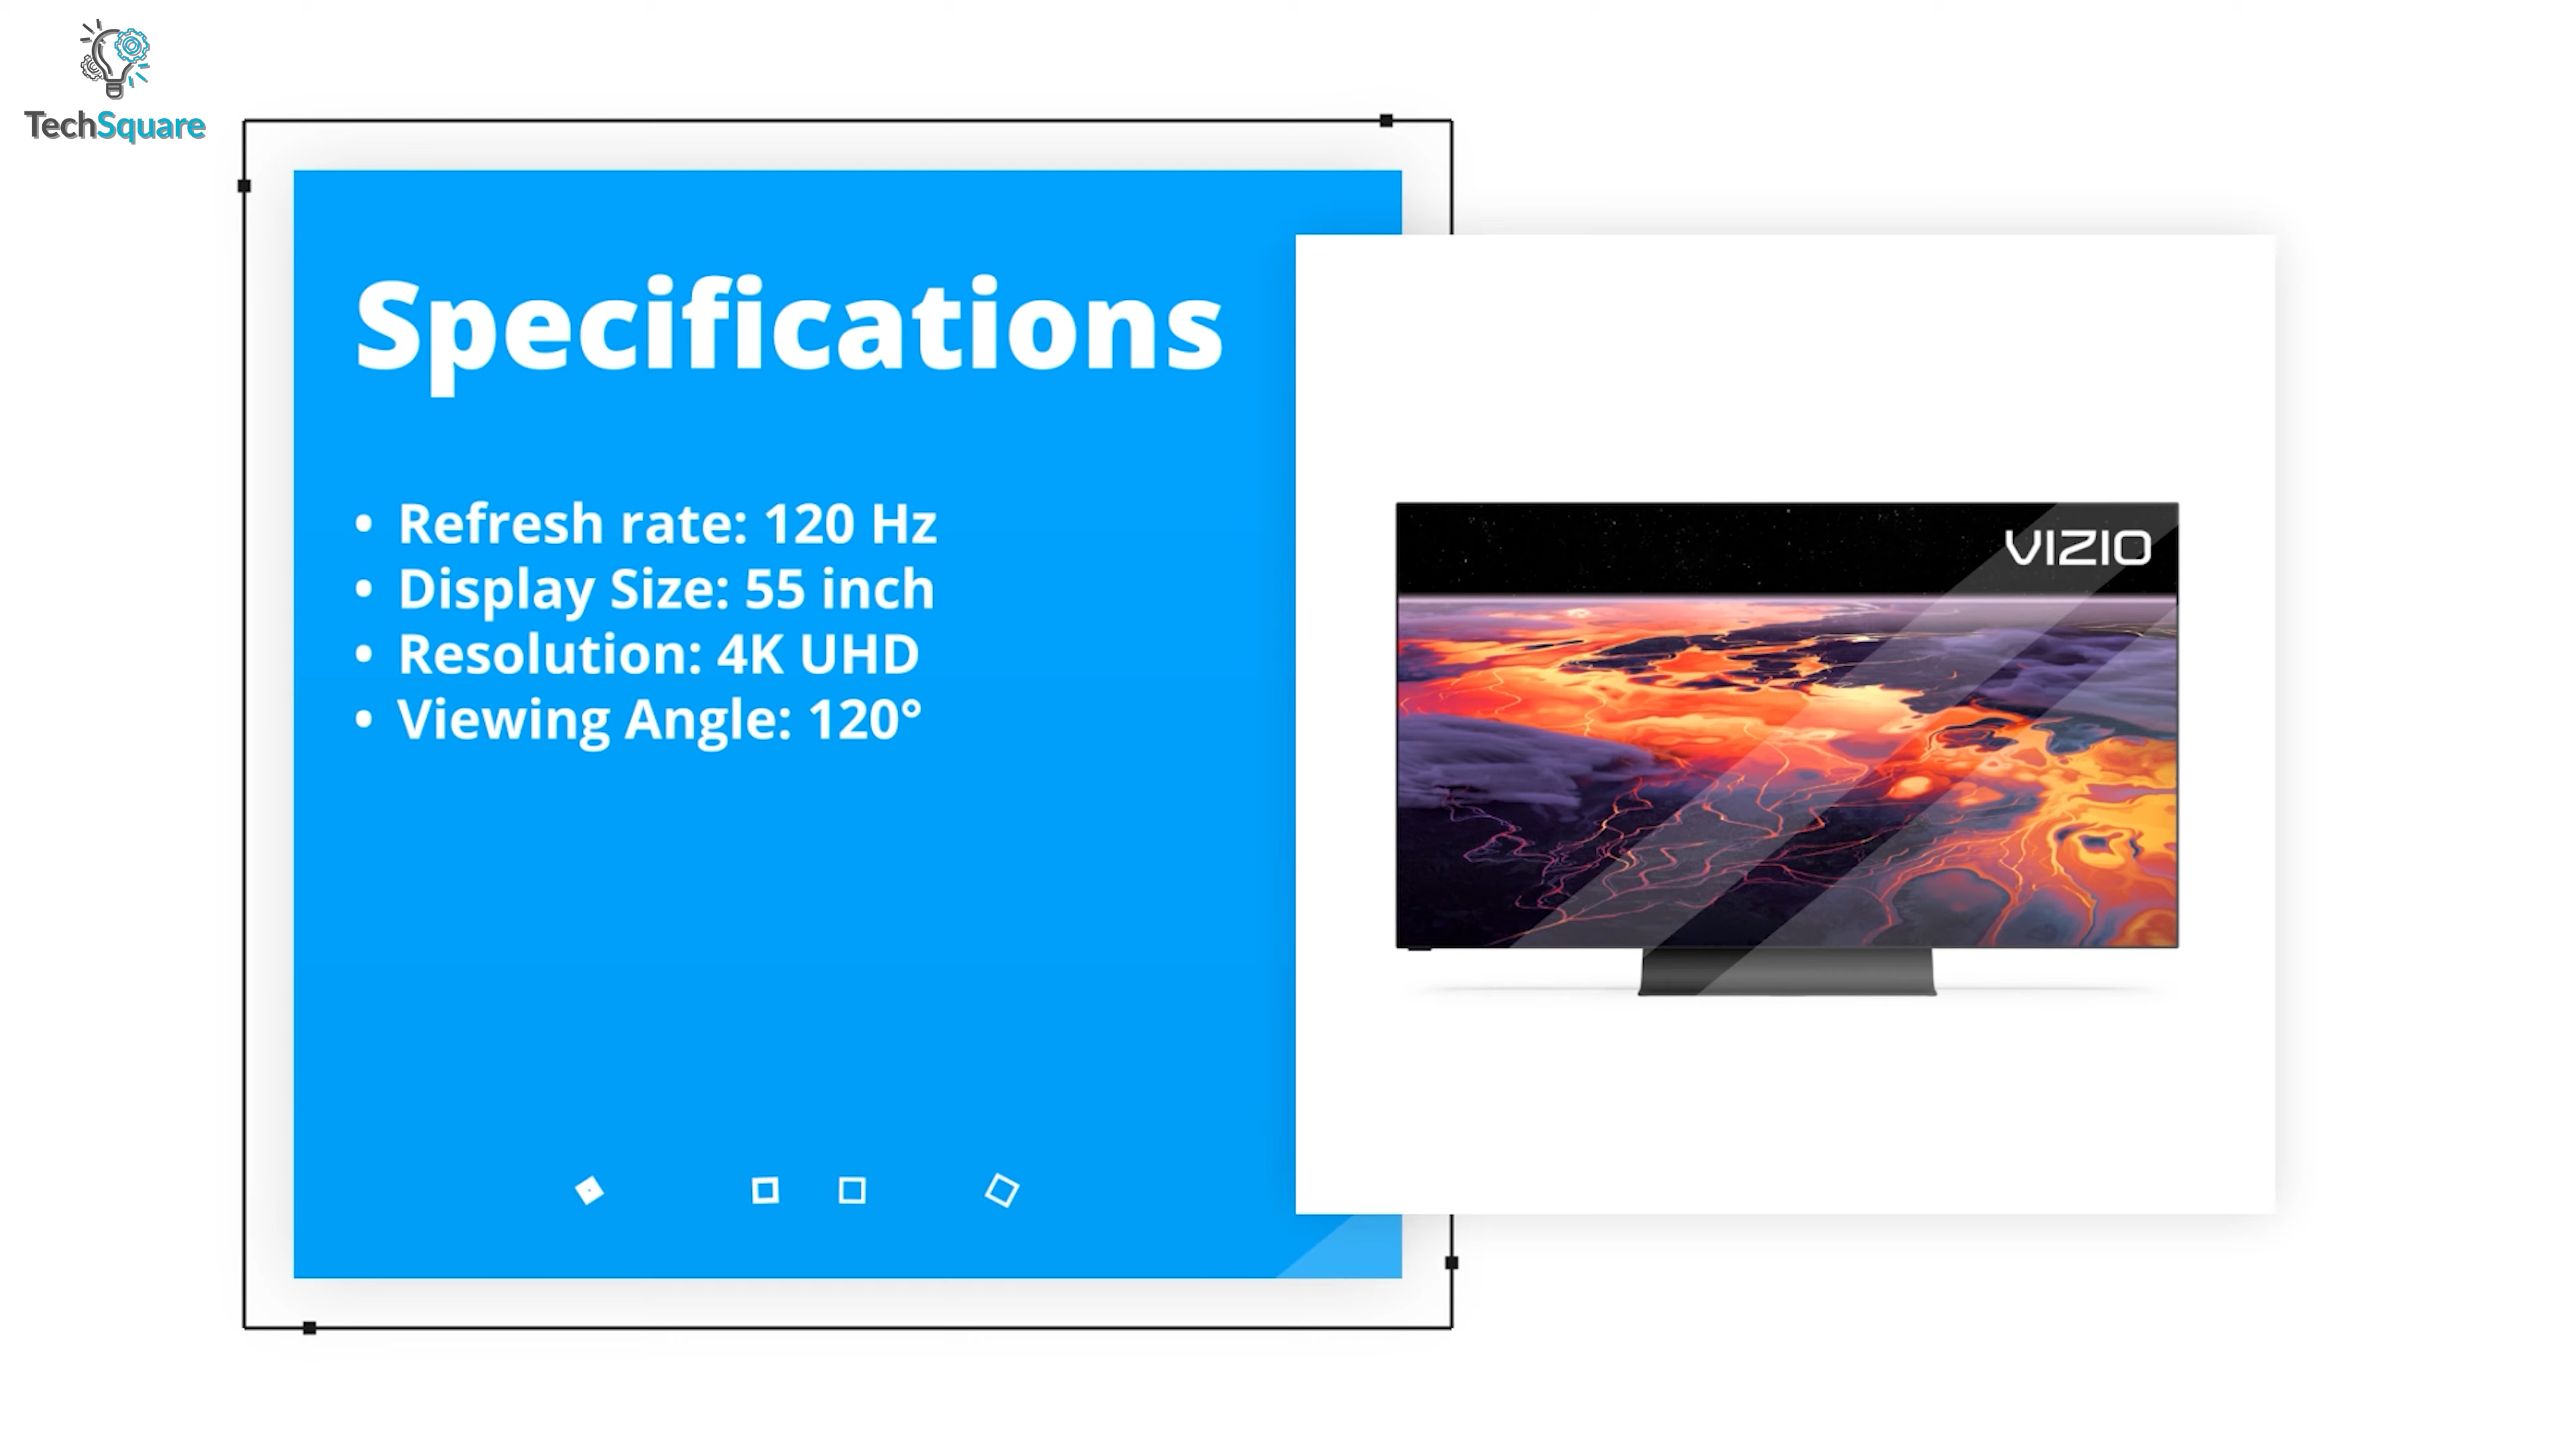 TechSquare
Specifications
• Refresh rate: 120 Hz
• Display Size: 55 inch
• Resolution: 4K UHD
• Viewing Angle: 120°
VIZIO